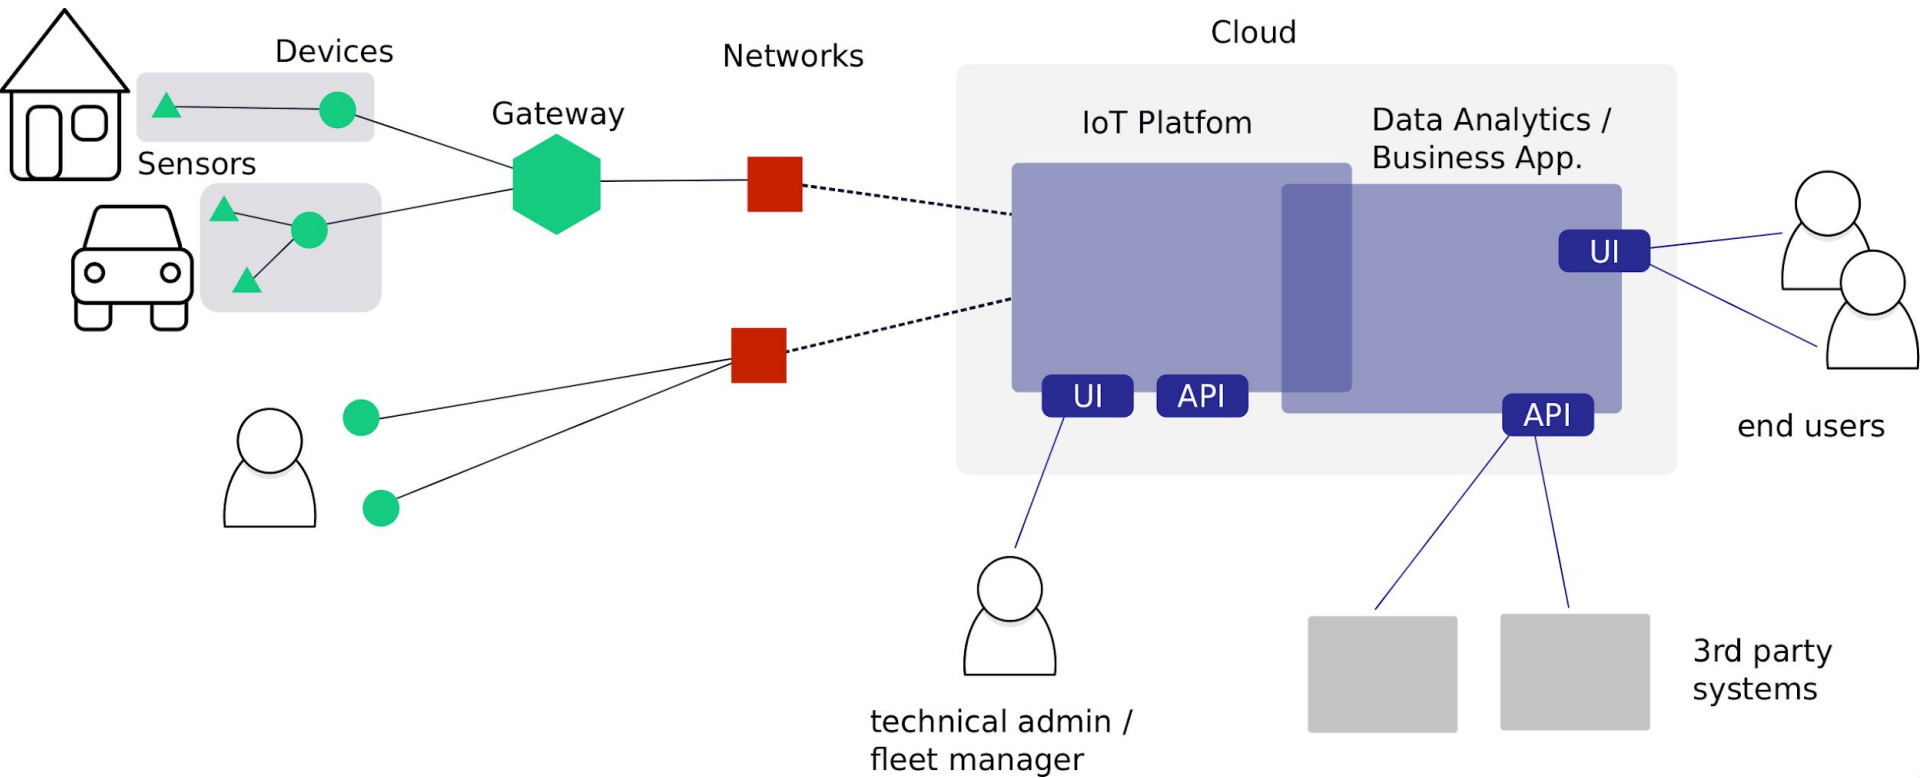 Devices
Networks
Cloud
Gateway
Sensors
IoT Platfom
Data Analytics /
Business App.
UI
UI
API
API
end users
3rd party
systems
technical admin /
fleet manager